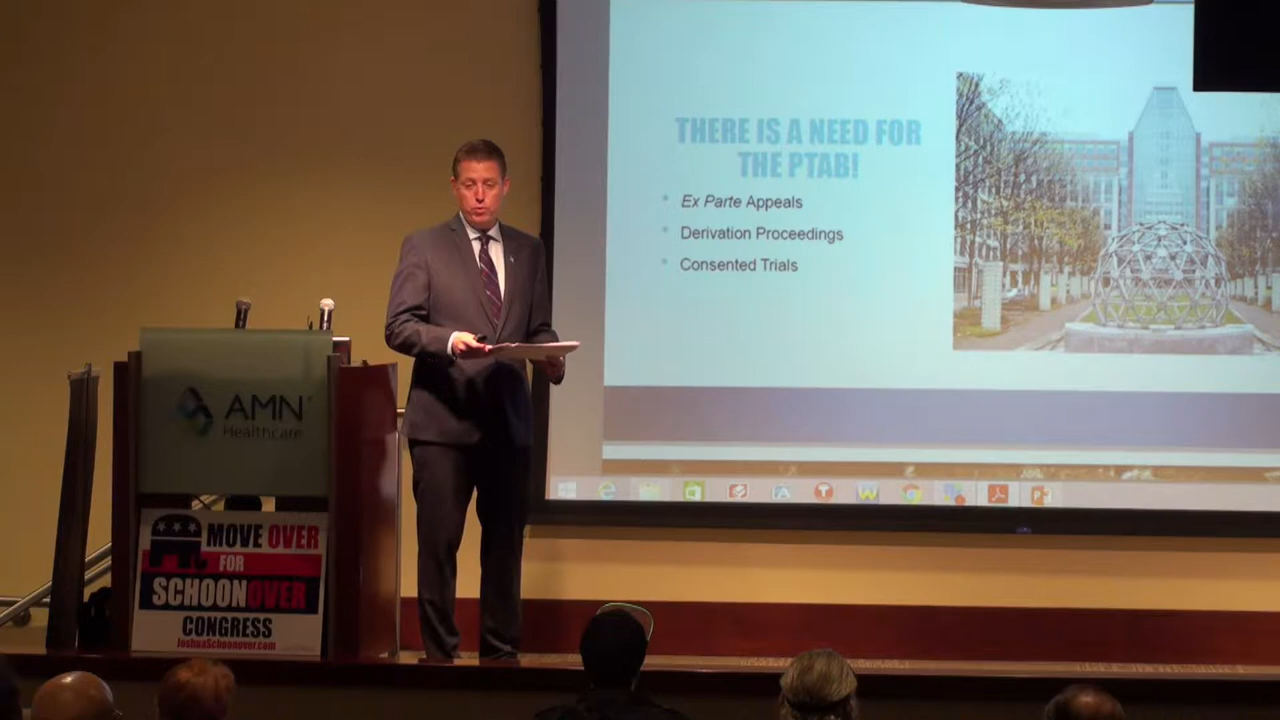 THERE IS A NEED FOR
THE PTAB!
Ex Parte Appeals
Derivation Proceedings
Consented Trials
AMN
Healthcare
MOVE OVER
FOR
SCHOONOVER
CONGRESS
JoshuaSchoonover.com